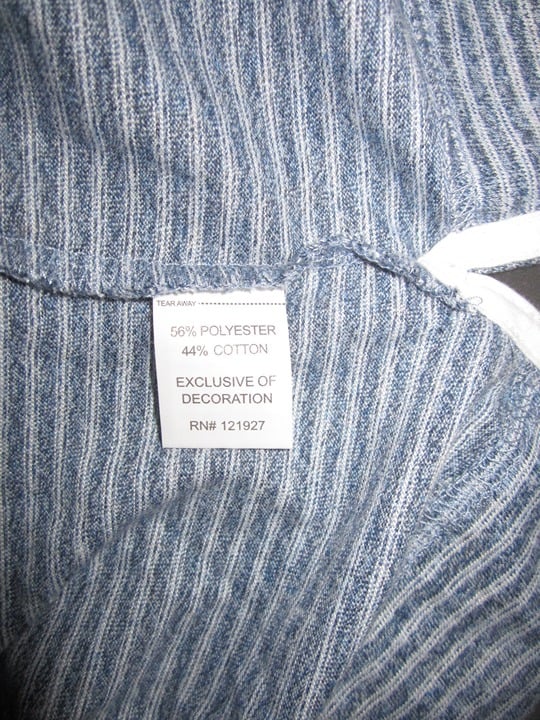 TEAR AWAY
56% POLYESTER
44% COTTON
EXCLUSIVE OF
DECORATION
RN# 121927